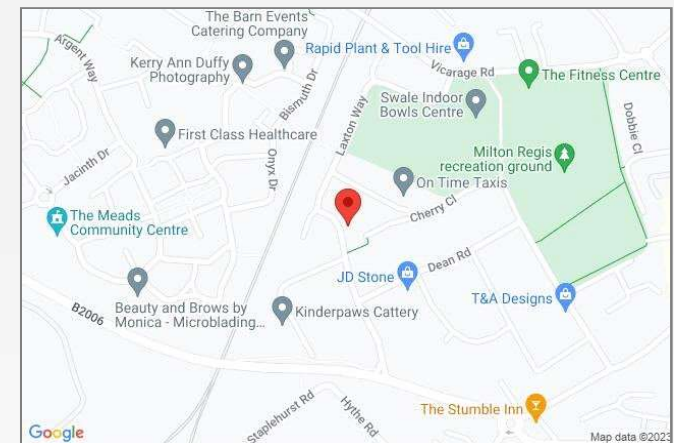 The Barn Events
Catering Company
Argent Way
Rapid Plant & Tool Hire
Kerry Ann Duffy
Photography
Vicarage Rd
The Fitness Centre
Bismuth Dr
Swale Indoor
Bowls Centre
Laxton Way
Dobbie Cl
First Class Healthcare
Jacinth Dr
Onyx Dr
Milton Regis
recreation ground
On Time Taxis
The Meads
Community Centre
Cherry Cl
Dean Rd
JD Stone
T&A Designs
B2006
Beauty and Brows by
Monica - Microblading...
Kinderpaws Cattery
Staplehurst Rd
Hythe Rd
The Stumble Inn
Google
Map data ©2023